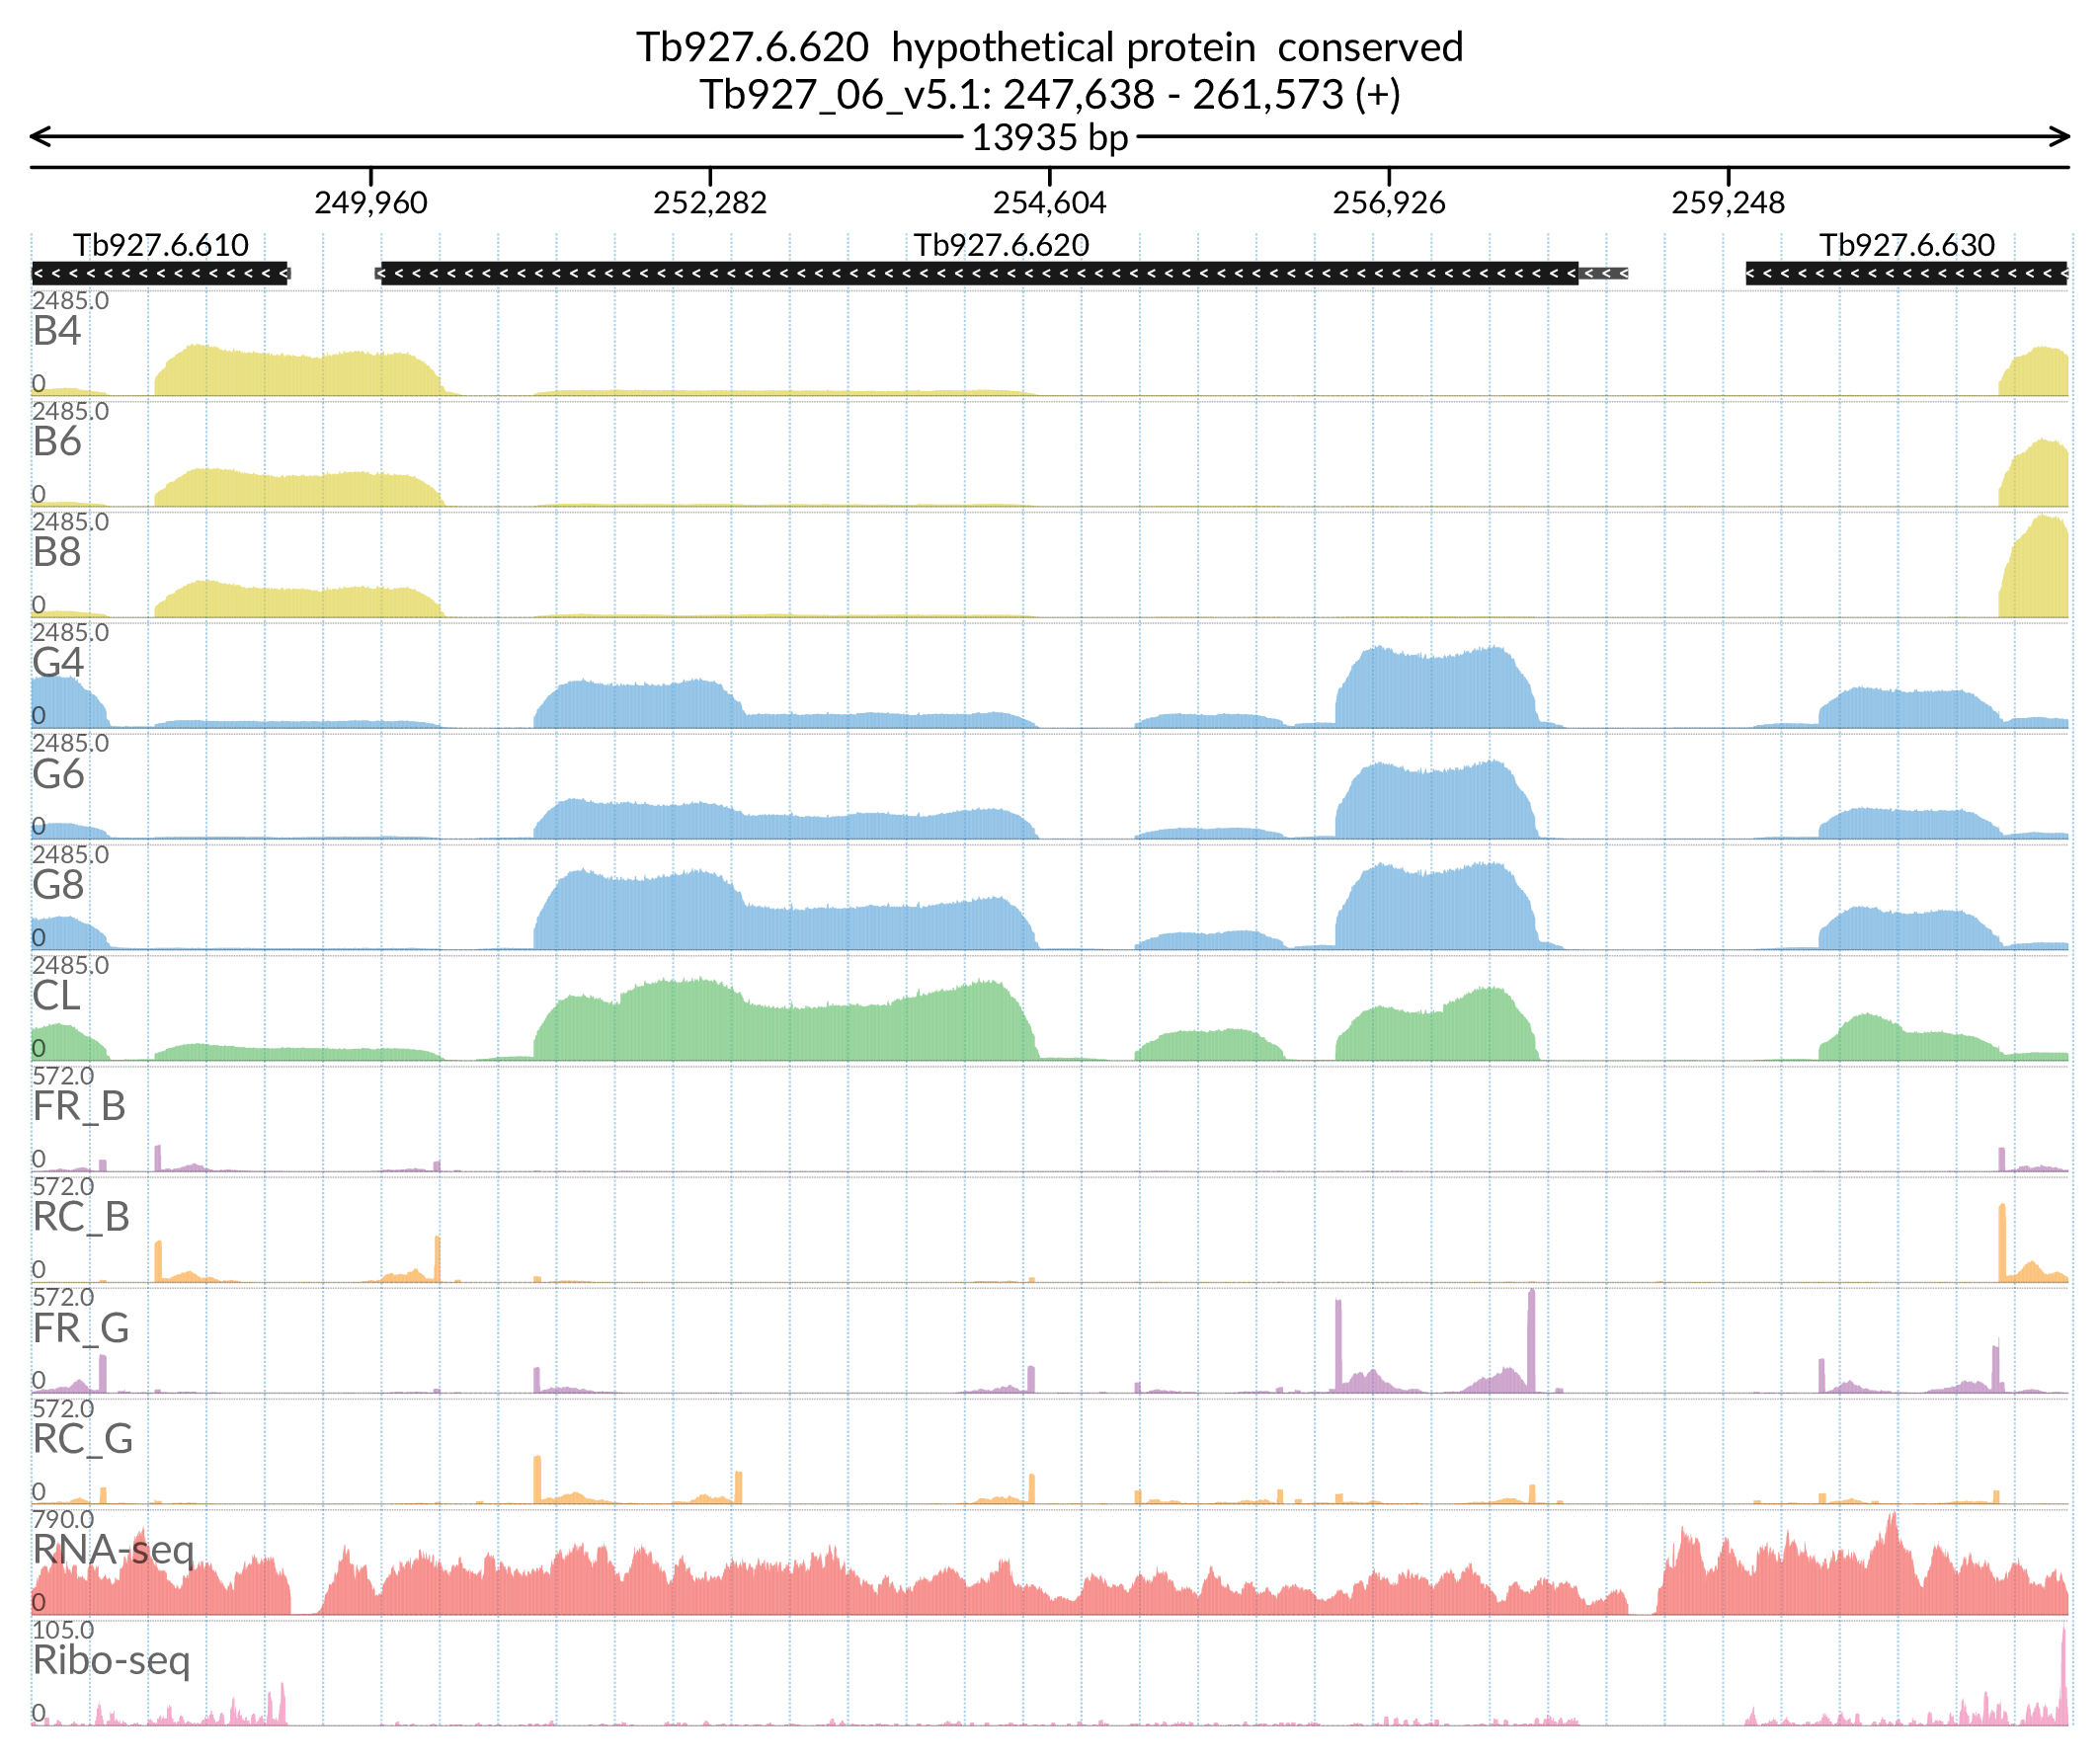 Tb927.6.620 hypothetical protein conserved
Tb927_06_v5.1: 247,638 - 261,573 (+)
13935 bp
249,960 252,282 254,604 256,926 259,248
Tb927.6.610 Tb927.6.620 Tb927.6.630
2485.0
B4
0
2485.0
B6
0
2485.0
B8
0
2485.0
G4
0
2485.0
G6
0
2485.0
G8
0
2485.0
CL
0
572.0
FR_B
0
572.0
RC_B
0
572.0
FR_G
0
572.0
RC_G
0
790.0
RNA-seq
0
105.0
Ribo-seq
0